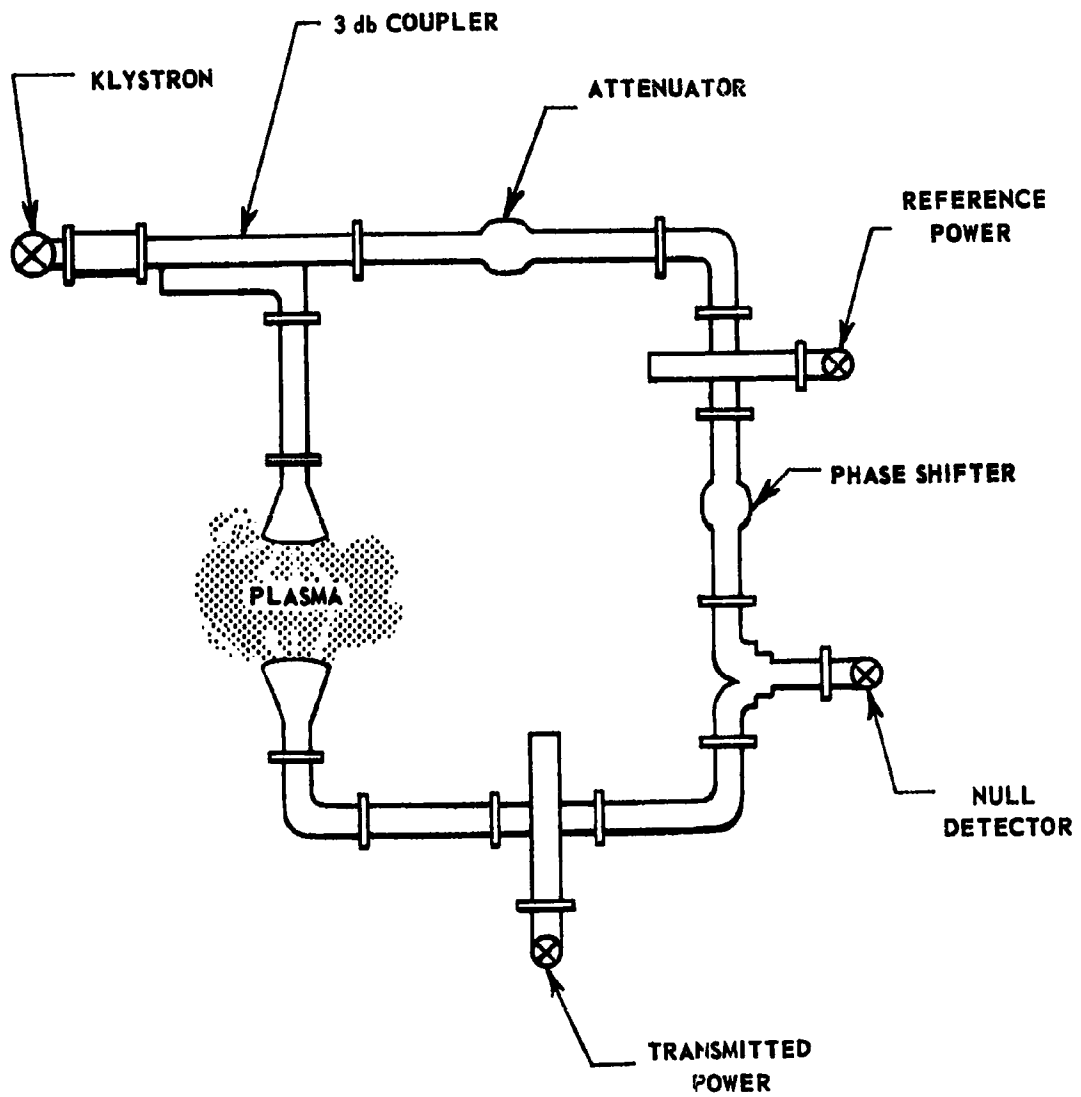 3 db COUPLER
KLYSTRON
ATTENUATOR
REFERENCE
POWER
PHASE SHIFTER
PLASMA
NULL
DETECTOR
TRANSMITTED
POWER